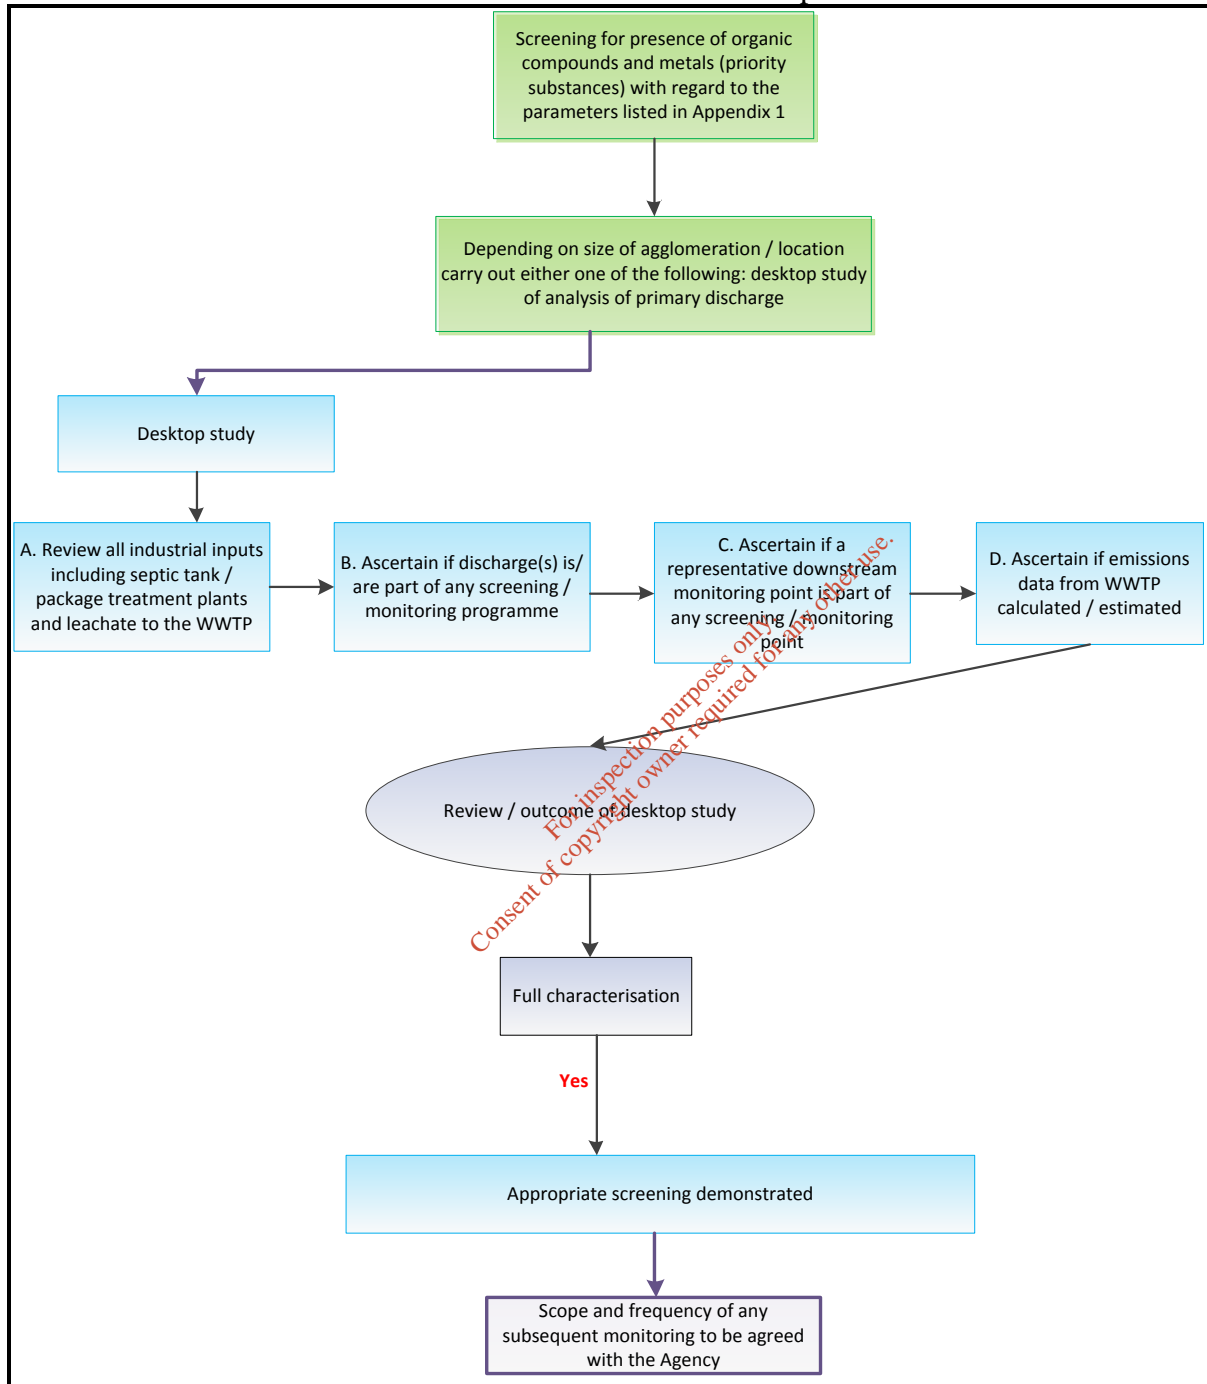 Screening for presence of organic
compounds and metals (priority
substances) with regard to the
parameters listed in Appendix 1
Depending on size of agglomeration / location
carry out either one of the following: desktop study
of analysis of primary discharge
Desktop study
A. Review all industrial inputs
including septic tank /
package treatment plants
and leachate to the WWTP
B. Ascertain if discharge(s) is/
are part of any screening /
monitoring programme
C. Ascertain if a
representative downstream
monitoring point is part of
any screening / monitoring
point
D. Ascertain if emissions
data from WWTP
calculated / estimated
For inspection purposes only.
Consent of copyright owner required for any other use.
Review / outcome of desktop study
Full characterisation
Yes
Appropriate screening demonstrated
Scope and frequency of any
subsequent monitoring to be agreed
with the Agency